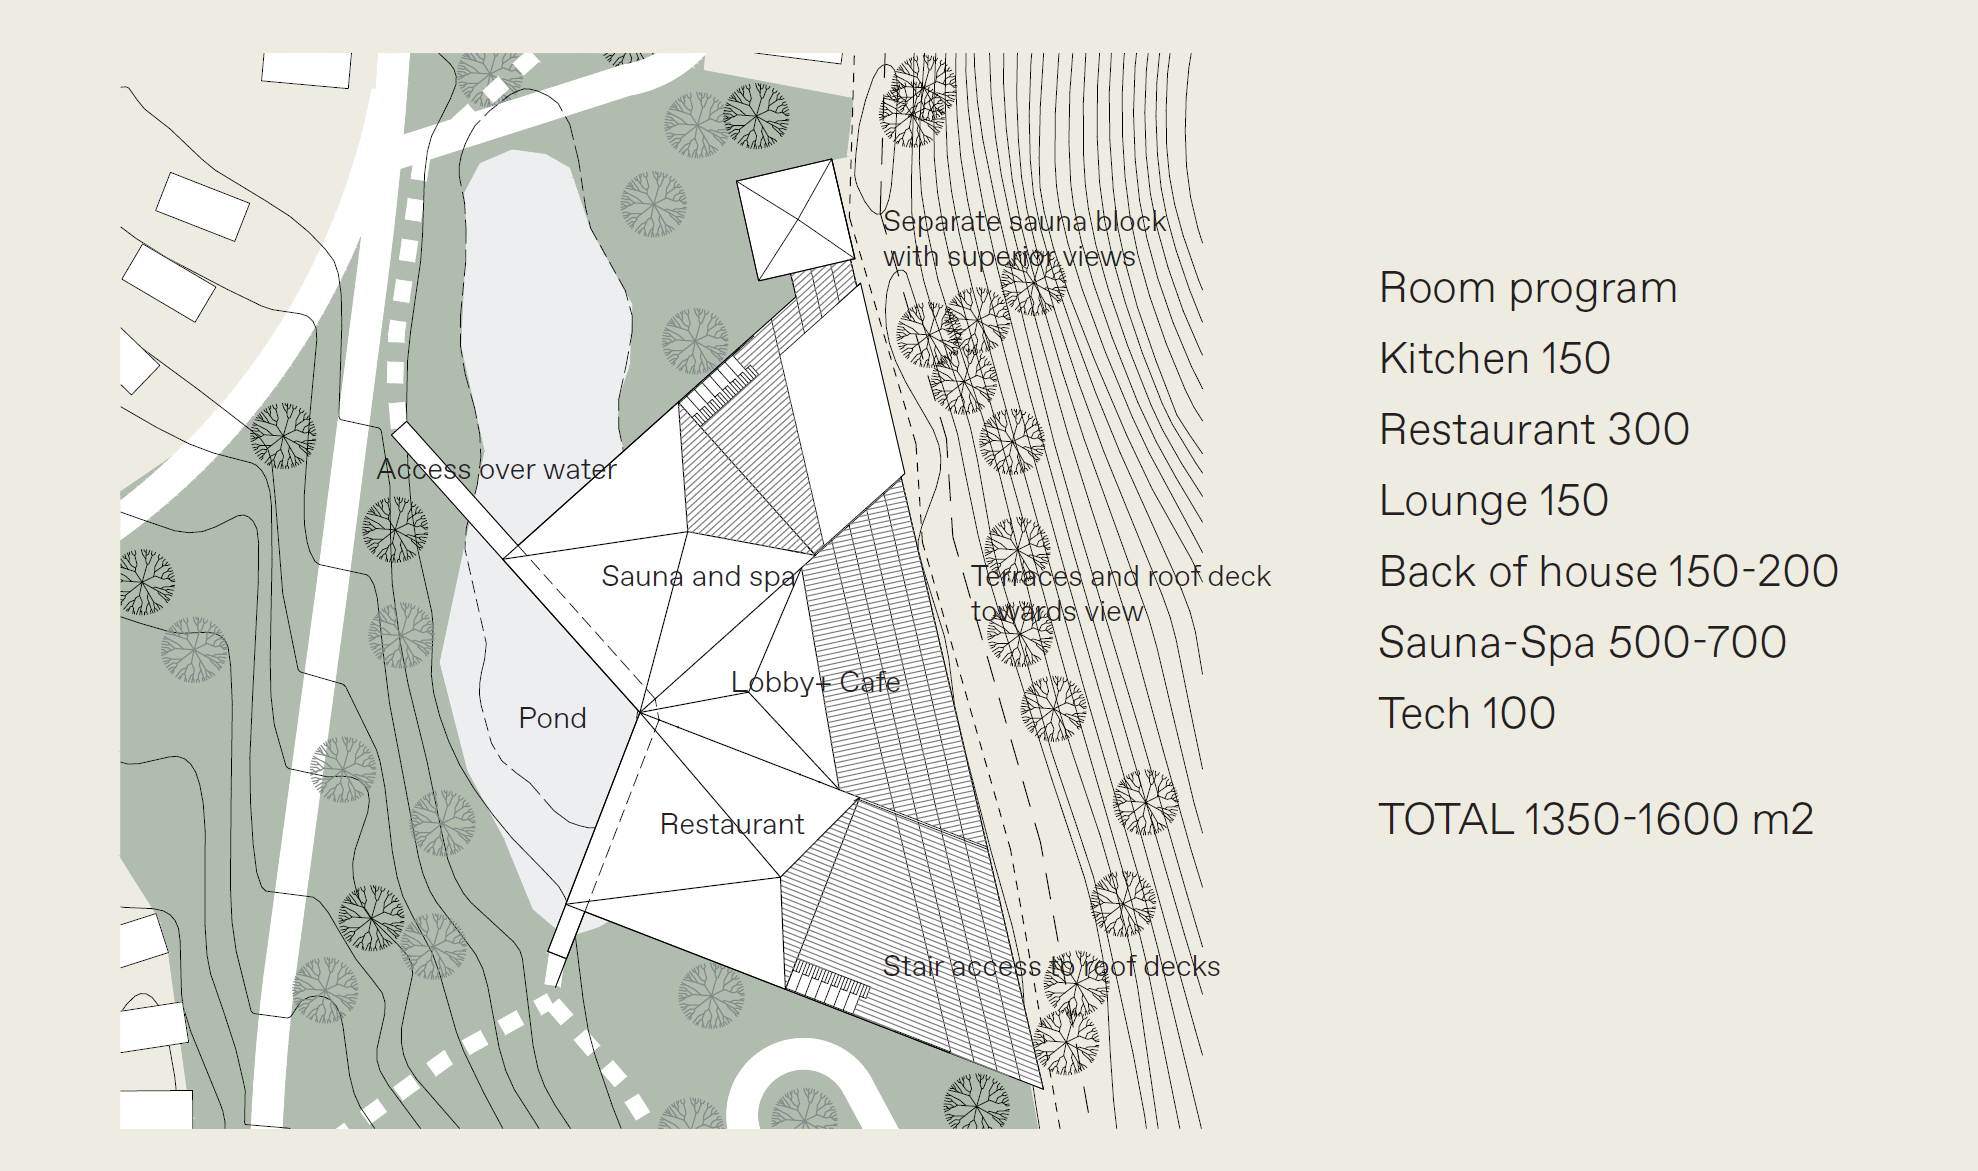 Separate sauna block
with superior views
Access over water
Sauna and spa
Terraces and roof deck
towards view
Lobby+ Cafe
Pond
Restaurant
Stair access to roof decks
Room program
Kitchen 150
Restaurant 300
Lounge 150
Back of house 150-200
Sauna-Spa 500-700
Tech 100
TOTAL 1350-1600 m2